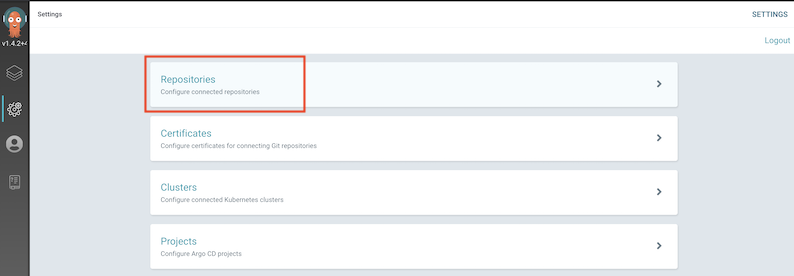 Settings
SETTINGS
v1.4.2+4
Logout
Repositories
Configure connected repositories
Certificates
Configure certificates for connecting Git repositories
Clusters
Configure connected Kubernetes clusters
Projects
Configure Argo CD projects